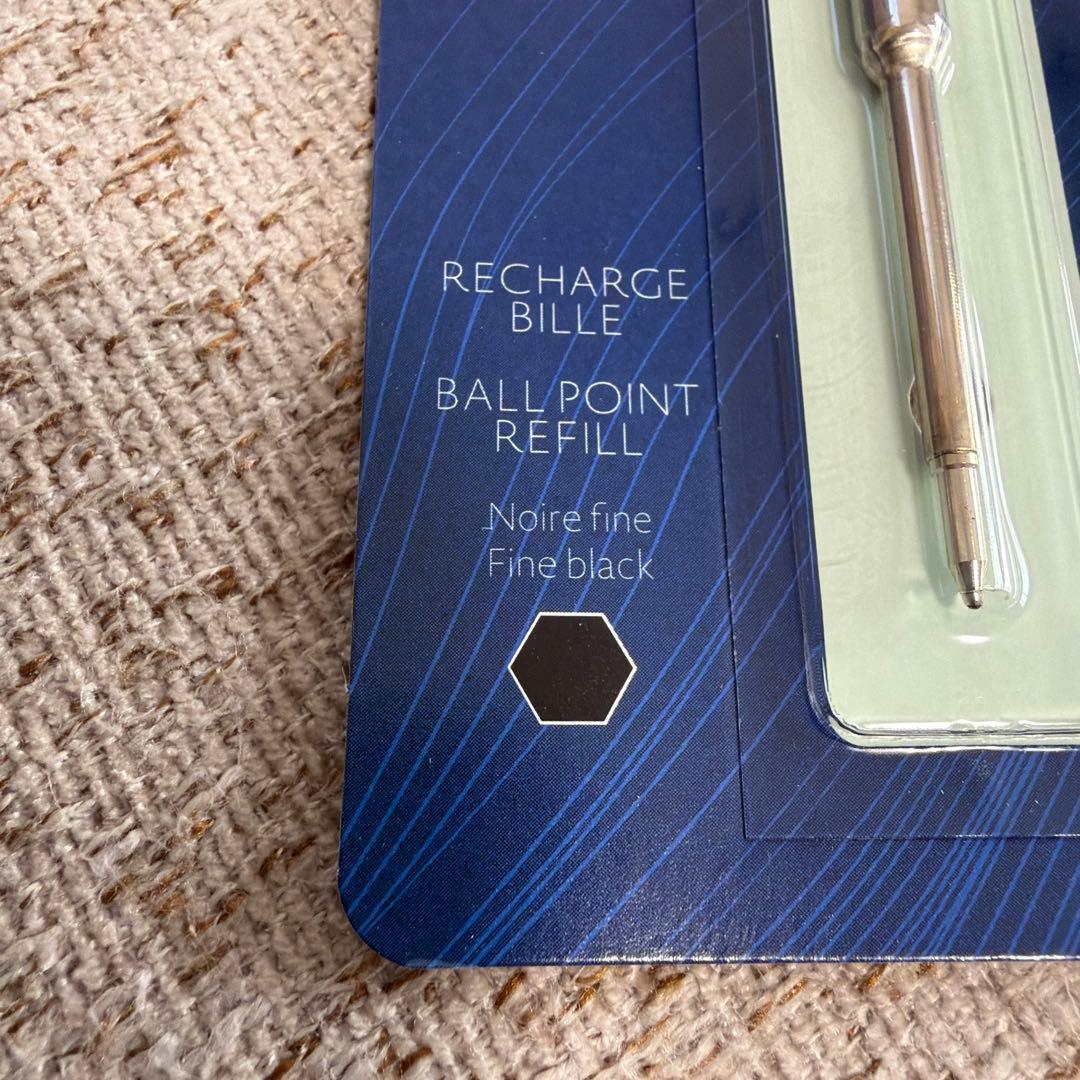 RECHARGE
BILLE
BALL POINT
REFILL
Noire fine
Fine black